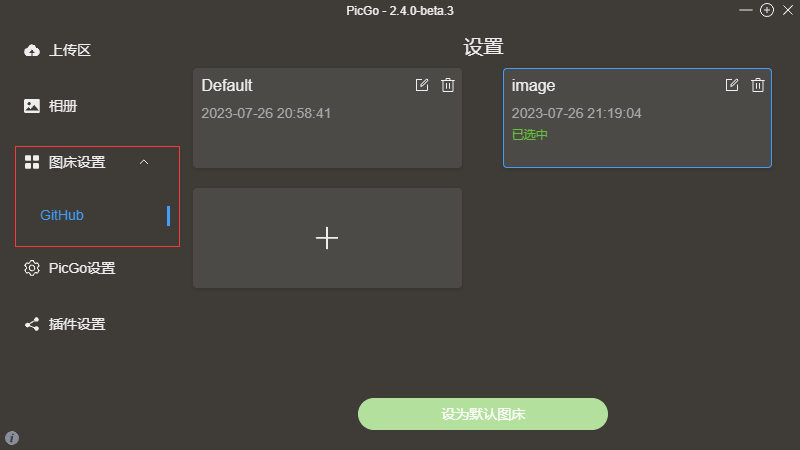 PicGo - 2.4.0-beta.3
上传区
相册
图床设置
GitHub
PicGo设置
插件设置
设置
Default
2023-07-26 20:58:41
image
2023-07-26 21:19:04
已选中
设为默认图床